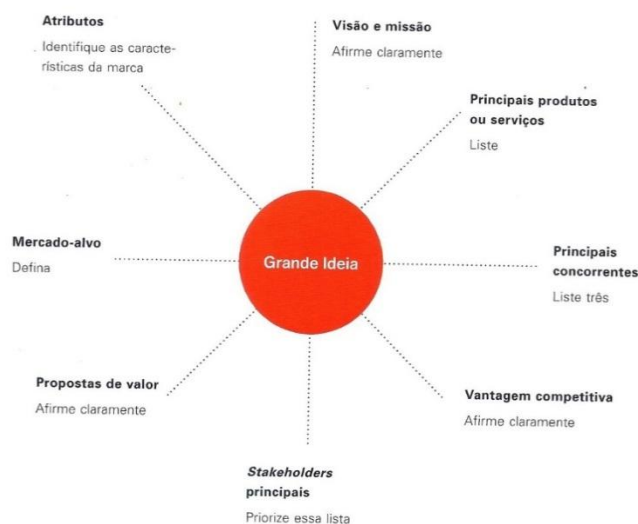 Atributos
Identifique as caracte-
rísticas da marca
Visão e missão
Afirme claramente
Principais produtos
ou serviços
Liste
Mercado-alvo
Defina
Grande Ideia
Principais
concorrentes
Liste três
Propostas de valor
Afirme claramente
Vantagem competitiva
Afirme claramente
Stakeholders
principais
Priorize essa lista